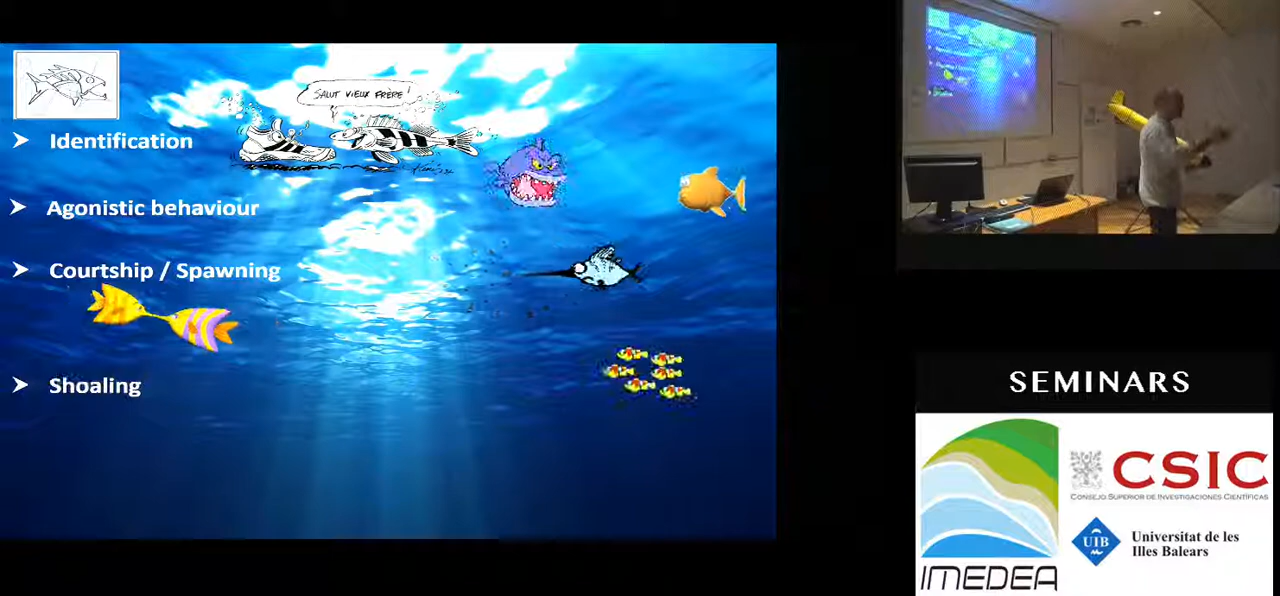 SALUT VIEUX FRÈRE !
➤ Identification
➤ Agonistic behaviour
➤ Courtship / Spawning
➤ Shoaling
SEMINARS
IMEDEA
CSIC
CONSEJO SUPERIOR DE INVESTIGACIONES CIENTÍFICAS
UIB
Universitat de les
Illes Balears